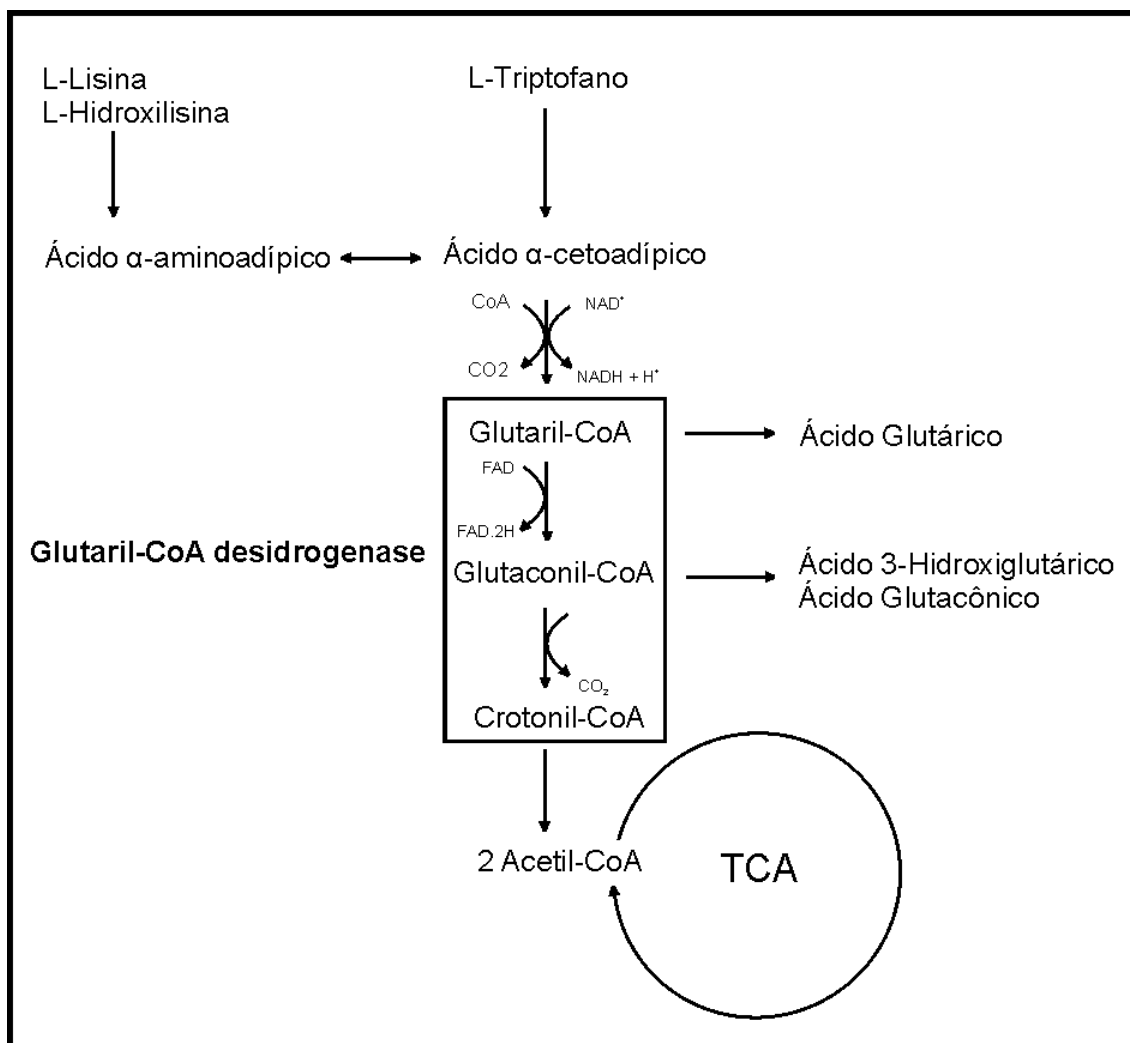 L-Lisina
L-Hidroxilisina
L-Triptofano
Ácido α-aminoadípico
Ácido α-cetoadípico
CoA
NAD⁺
CO2
NADH + H⁺
Glutaril-CoA
Ácido Glutárico
FAD
FAD.2H
Glutaril-CoA desidrogenase
Glutaconil-CoA
Ácido 3-Hidroxiglutárico
Ácido Glutacônico
CO₂
Crotonil-CoA
2 Acetil-CoA
TCA